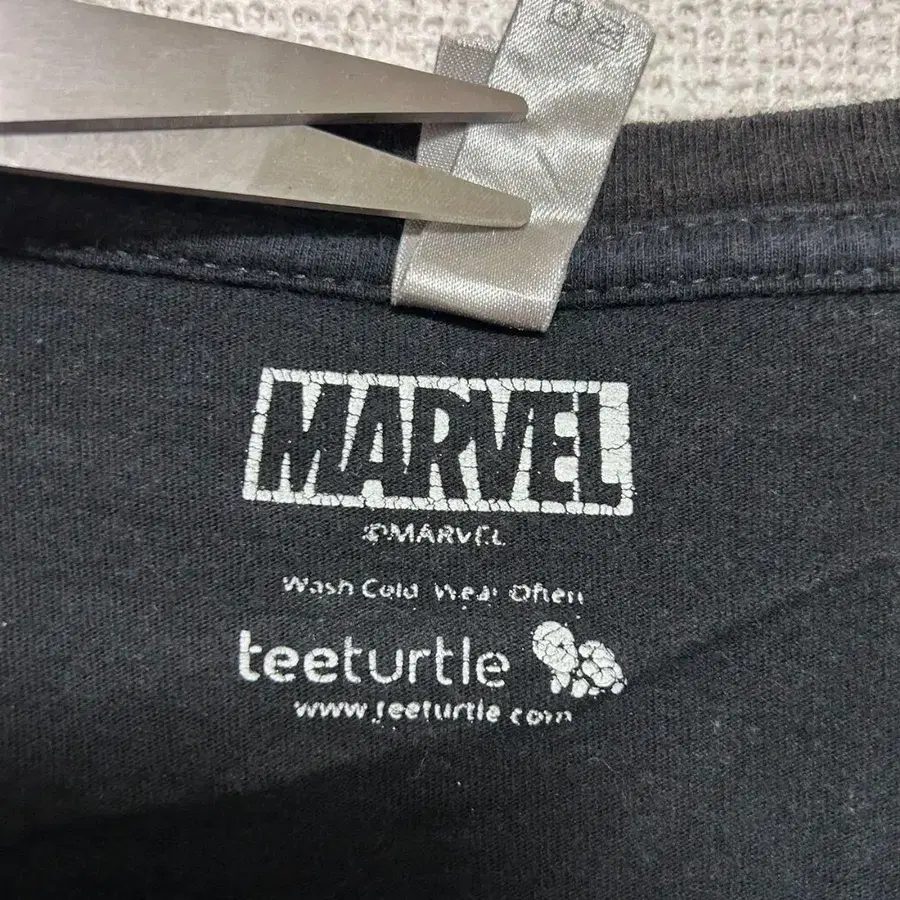 MARVEL
©MARVEL
Wash Cold Wear Often
teeturtle
www.teeturtle.com